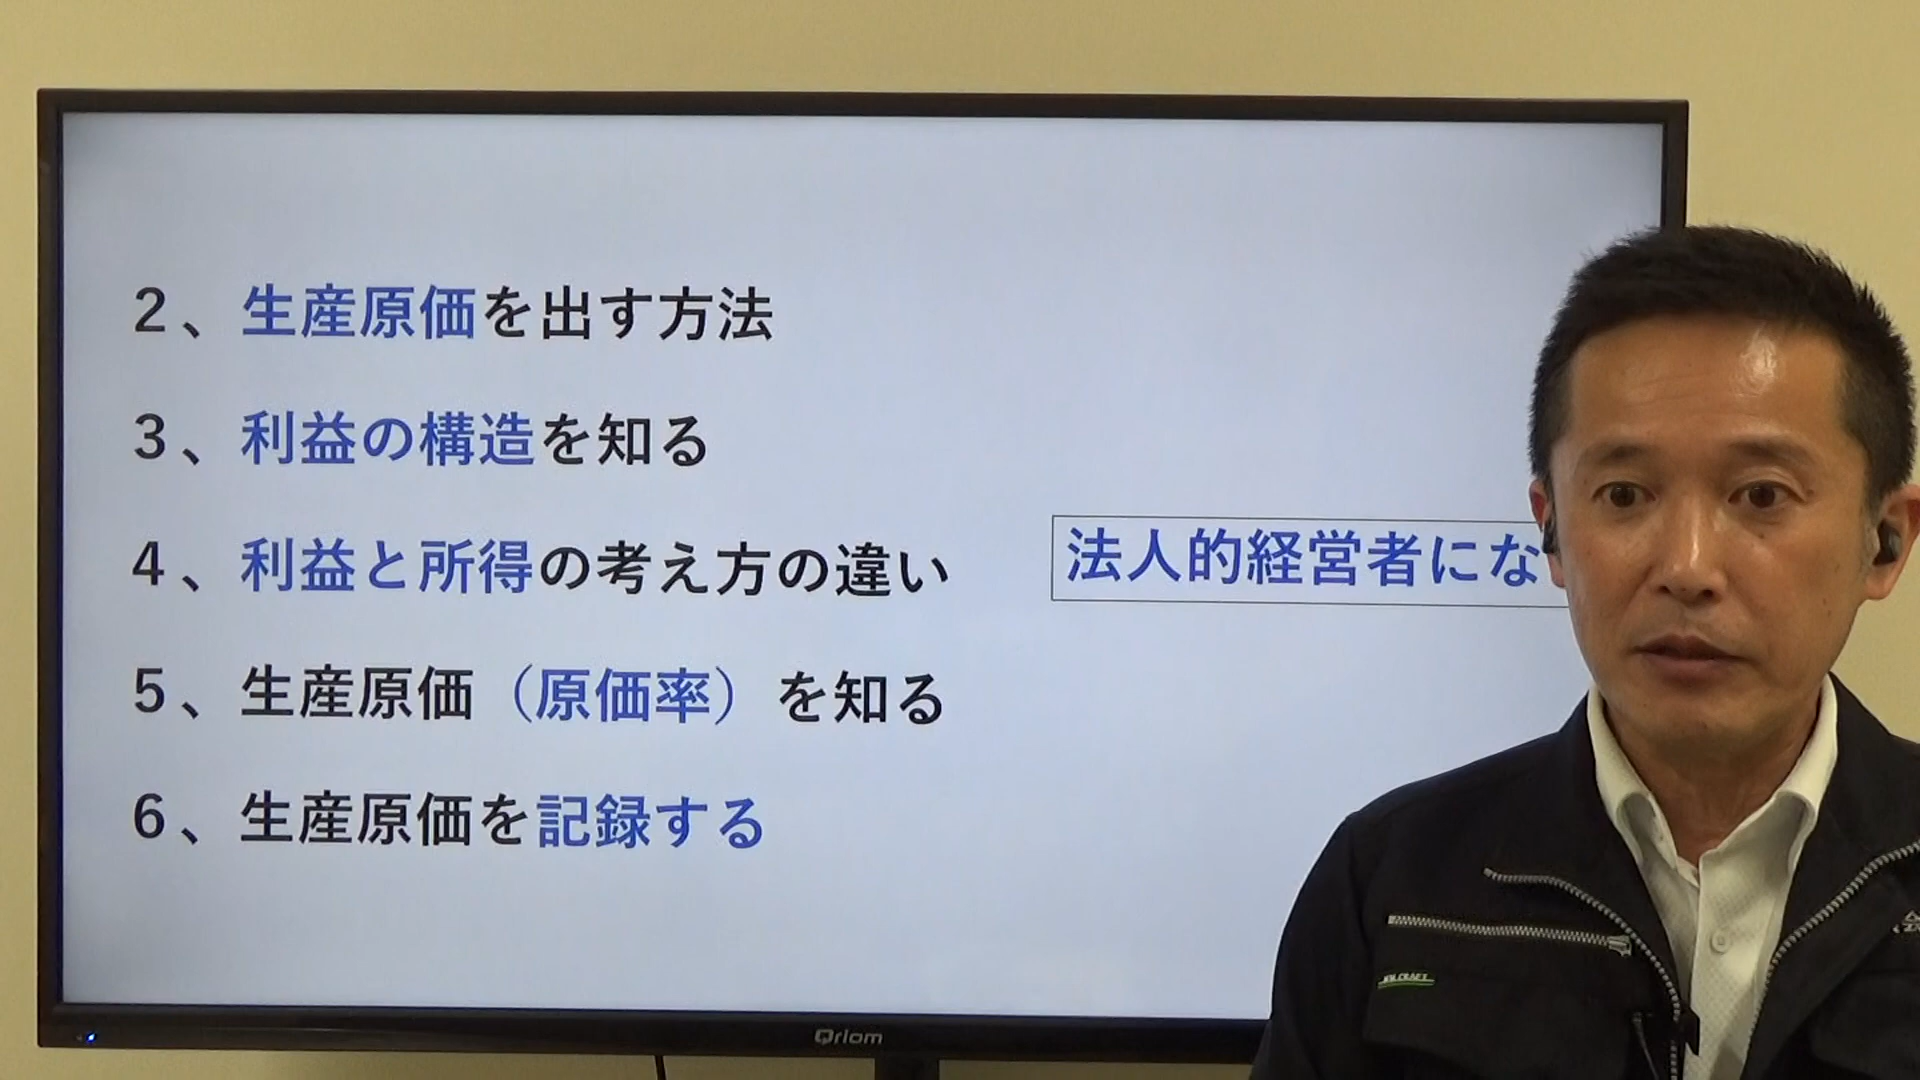 2、生産原価を出す方法
3、利益の構造を知る
4、利益と所得の考え方の違い
法人的経営者にな
5、生産原価（原価率）を知る
6、生産原価を記録する
Qriom